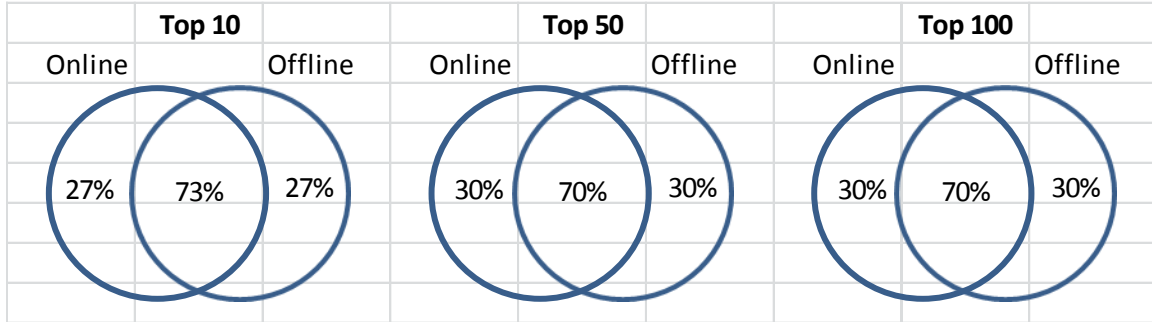 Top 10 Top 50 Top 100
Online Offline Online Offline Online Offline
27% 73% 27% 30% 70% 30% 30% 70% 30%